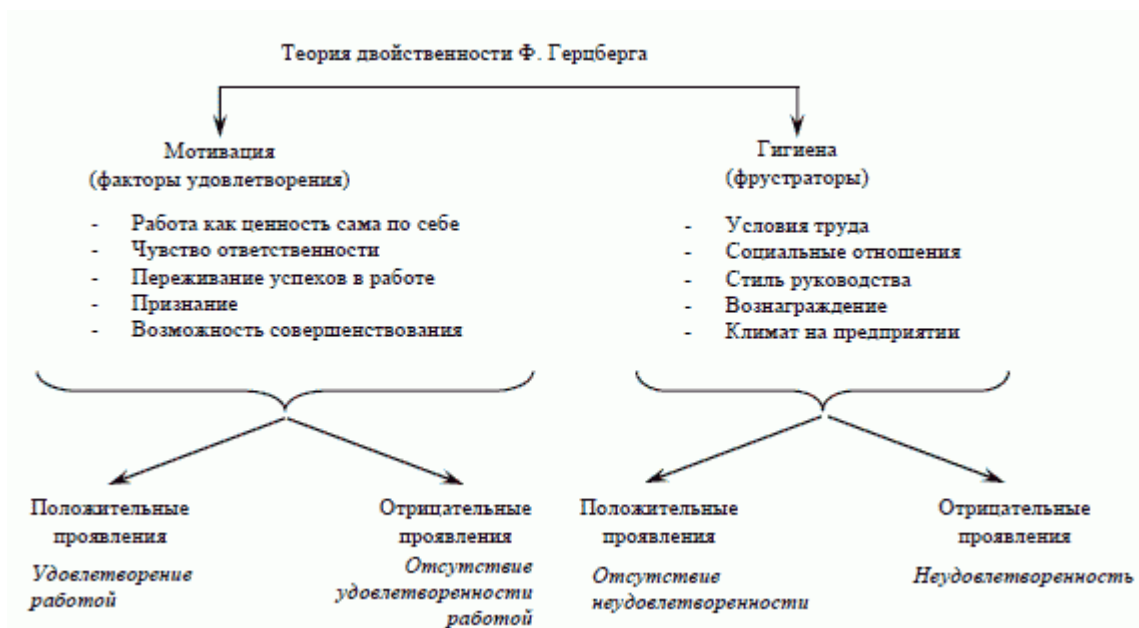 Теория двойственности Ф. Герцберга
Мотивация
(факторы удовлетворения)
- Работа как ценность сама по себе
- Чувство ответственности
- Переживание успехов в работе
- Признание
- Возможность совершенствования
Гигиена
(фрустраторы)
- Условия труда
- Социальные отношения
- Стиль руководства
- Вознаграждение
- Климат на предприятии
Положительные
проявления
Удовлетворение
работой
Отрицательные
проявления
Отсутствие
удовлетворенности
работой
Положительные
проявления
Отсутствие
неудовлетворенности
Отрицательные
проявления
Неудовлетворенность